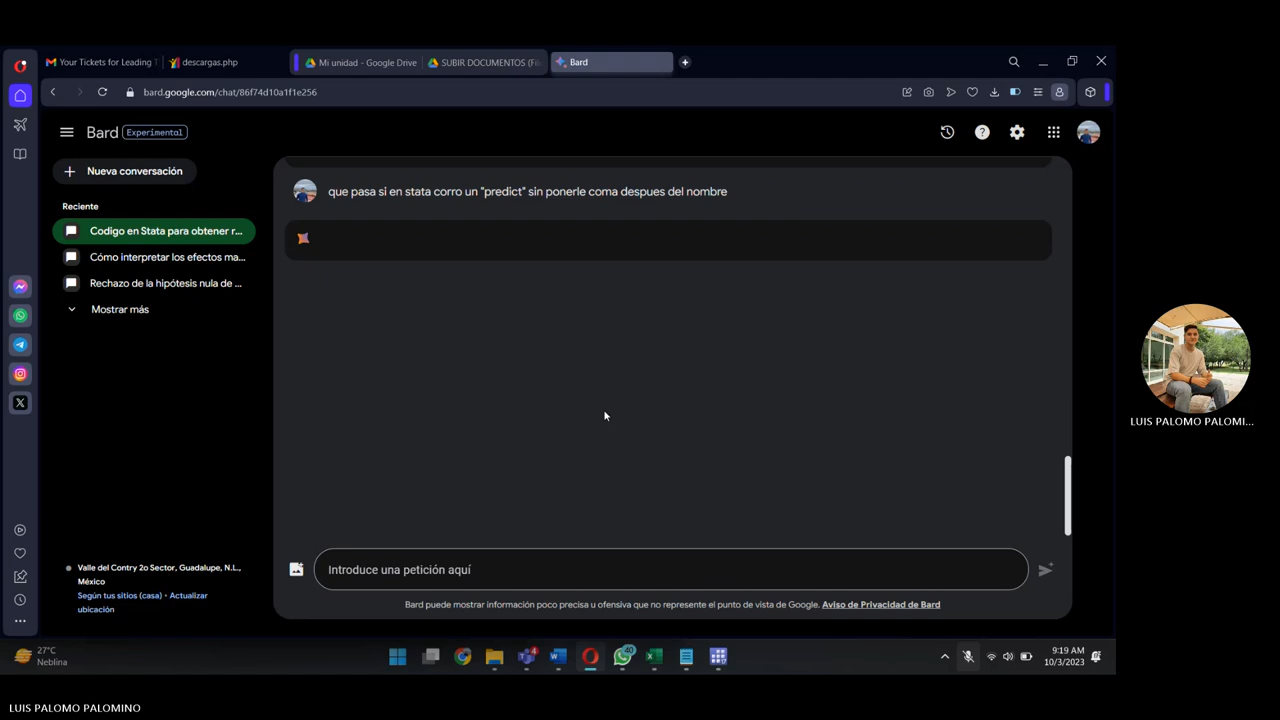 Your Tickets for Leading T
descargas.php
Mi unidad - Google Drive
SUBIR DOCUMENTOS (Fil
Bard
bard.google.com/chat/86f74d10a1f1e256
Bard Experimental
Nueva conversación
Reciente
Codigo en Stata para obtener r...
Cómo interpretar los efectos ma...
Rechazo de la hipótesis nula de ...
Mostrar más
que pasa si en stata corro un "predict" sin ponerle coma despues del nombre
LUIS PALOMO PALOMI...
Valle del Contry 2o Sector, Guadalupe, N.L.,
México
Según tus sitios (casa) • Actualizar
ubicación
Introduce una petición aquí
Bard puede mostrar información poco precisa u ofensiva que no represente el punto de vista de Google. Aviso de Privacidad de Bard
27°C
Neblina
4
40
17
9:19 AM
10/3/2023
LUIS PALOMO PALOMINO